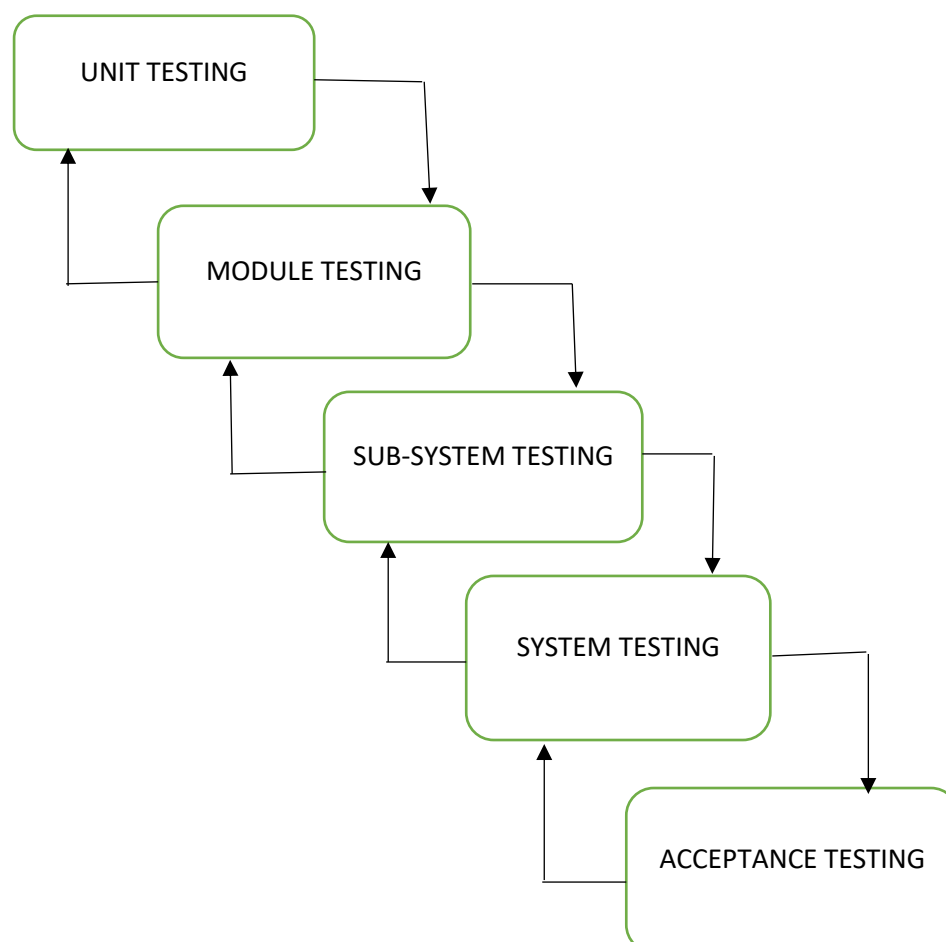 UNIT TESTING
MODULE TESTING
SUB-SYSTEM TESTING
SYSTEM TESTING
ACCEPTANCE TESTING